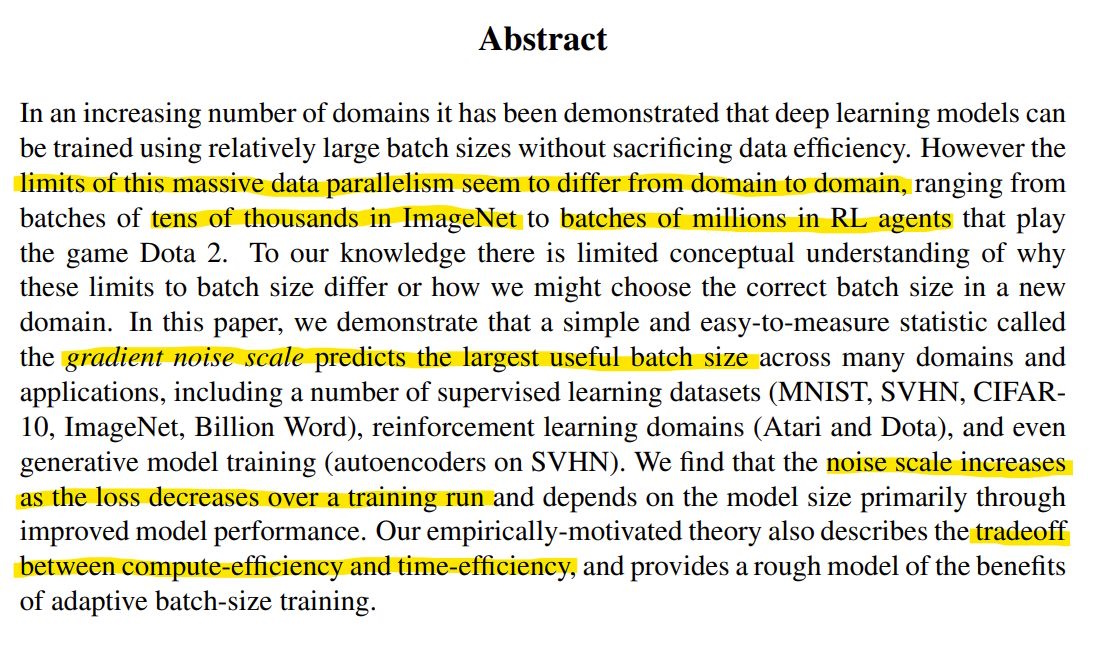 Abstract
In an increasing number of domains it has been demonstrated that deep learning models can
be trained using relatively large batch sizes without sacrificing data efficiency. However the
limits of this massive data parallelism seem to differ from domain to domain, ranging from
batches of tens of thousands in ImageNet to batches of millions in RL agents that play
the game Dota 2. To our knowledge there is limited conceptual understanding of why
these limits to batch size differ or how we might choose the correct batch size in a new
domain. In this paper, we demonstrate that a simple and easy-to-measure statistic called
the gradient noise scale predicts the largest useful batch size across many domains and
applications, including a number of supervised learning datasets (MNIST, SVHN, CIFAR-
10, ImageNet, Billion Word), reinforcement learning domains (Atari and Dota), and even
generative model training (autoencoders on SVHN). We find that the noise scale increases
as the loss decreases over a training run and depends on the model size primarily through
improved model performance. Our empirically-motivated theory also describes the tradeoff
between compute-efficiency and time-efficiency, and provides a rough model of the benefits
of adaptive batch-size training.